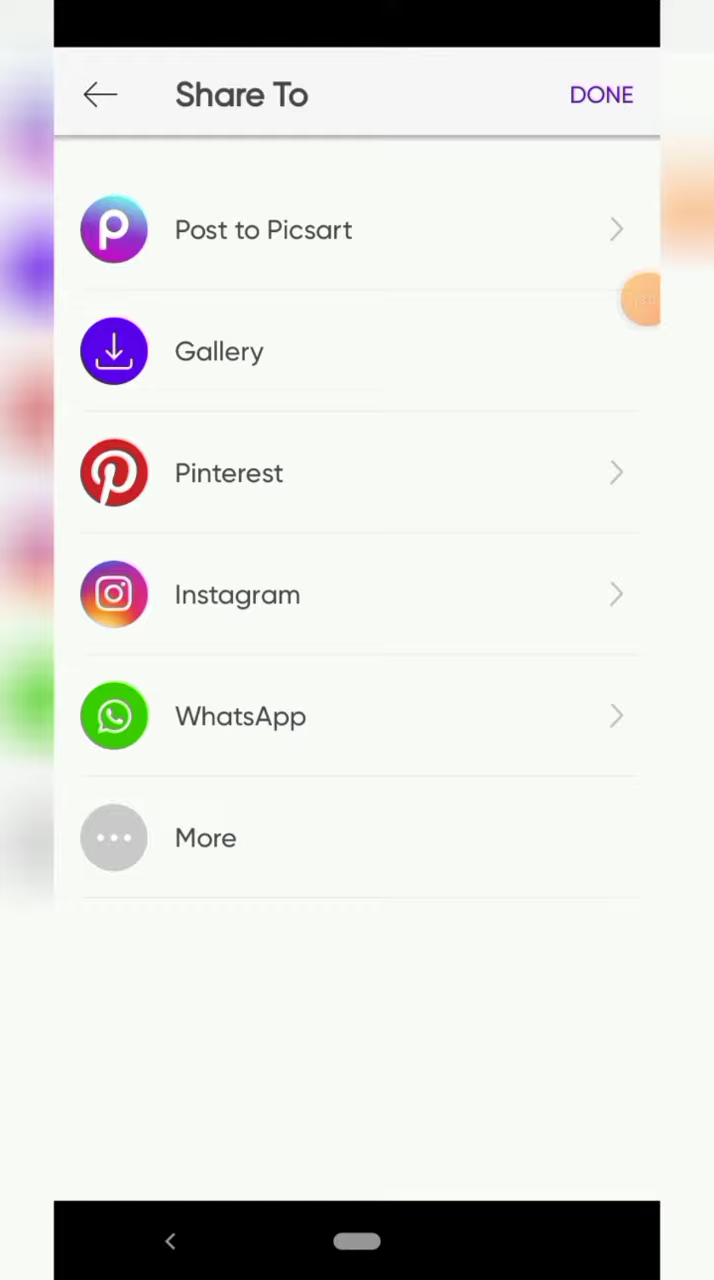 Share To
DONE
Post to Picsart
Gallery
Pinterest
Instagram
WhatsApp
More